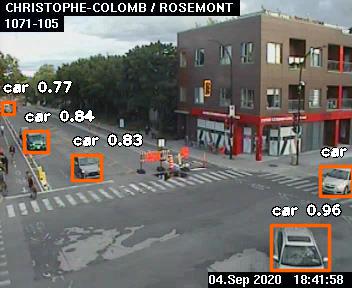 CHRISTOPHE-COLOMB / ROSEMONT
1071-105
car 0.77
car 0.84
car 0.83
car
car 0.96
04.Sep 2020 18:41:58